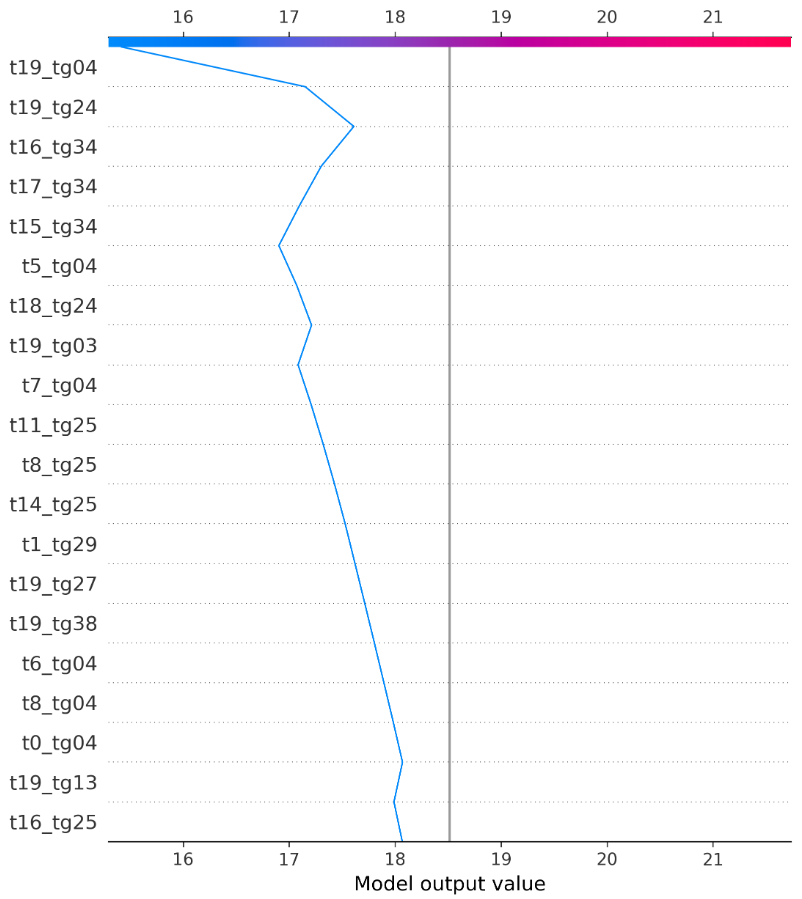 16 17 18 19 20 21
t19_tg04
t19_tg24
t16_tg34
t17_tg34
t15_tg34
t5_tg04
t18_tg24
t19_tg03
t7_tg04
t11_tg25
t8_tg25
t14_tg25
t1_tg29
t19_tg27
t19_tg38
t6_tg04
t8_tg04
t0_tg04
t19_tg13
t16_tg25
16 17 18 19 20 21
Model output value